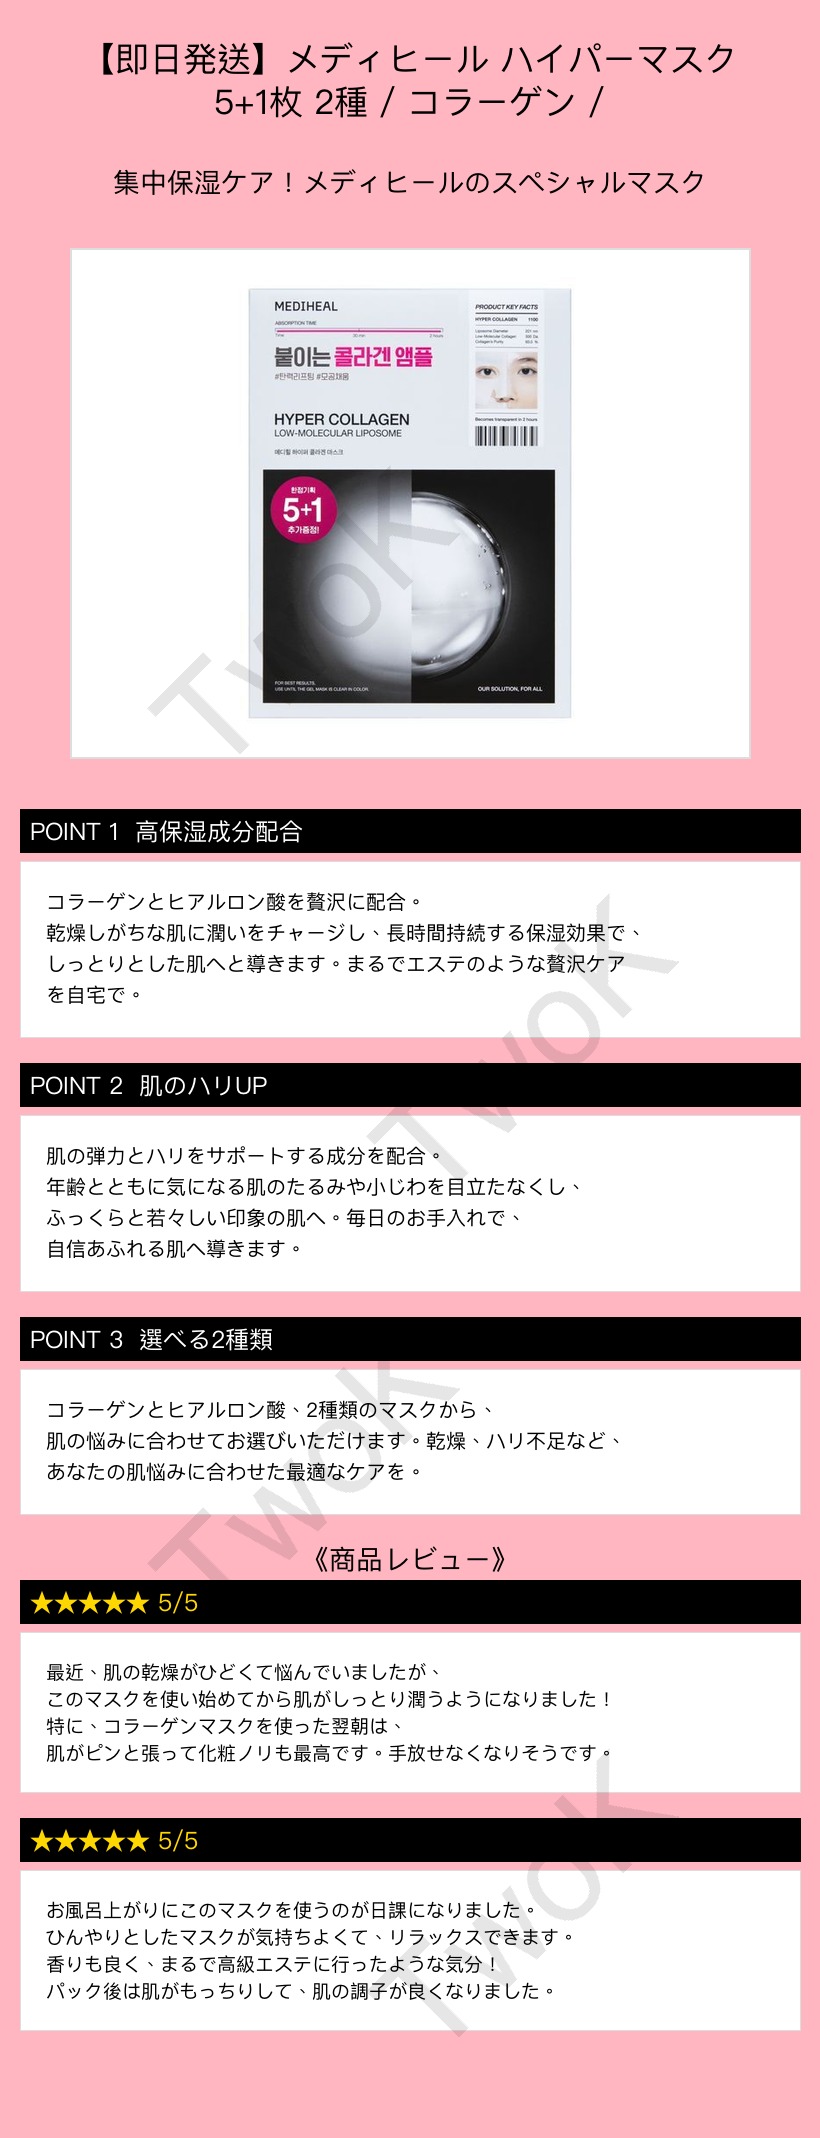 【即日発送】メディヒール ハイパーマスク
5+1枚 2種 / コラーゲン /
集中保湿ケア！メディヒールのスペシャルマスク
MEDIHEAL
ABSORPTION TIME
Time 30 min 2 hours
붙이는 콜라겐 앰플
#탄력리프팅 #모공채움
HYPER COLLAGEN
LOW-MOLECULAR LIPOSOME
메디힐 하이퍼 콜라겐 마스크
PRODUCT KEY FACTS
HYPER COLLAGEN 1100
Liposome Diameter 201 nm
Low-Molecular Collagen 500 Da
Collagen's Purity
Becomes transparent in 2 hours
한정기획
5+1
추가증정!
FOR BEST RESULTS,
USE UNTIL THE GEL MASK IS CLEAR IN COLOR.
OUR SOLUTION, FOR ALL
TwoK
POINT 1 高保湿成分配合
コラーゲンとヒアルロン酸を贅沢に配合。
乾燥しがちな肌に潤いをチャージし、長時間持続する保湿効果で、
しっとりとした肌へと導きます。まるでエステのような贅沢ケア
を自宅で。
TwoK
POINT 2 肌のハリUP
肌の弾力とハリをサポートする成分を配合。
年齢とともに気になる肌のたるみや小じわを目立たなくし、
ふっくらと若々しい印象の肌へ。毎日のお手入れで、
自信あふれる肌へ導きます。
POINT 3 選べる2種類
コラーゲンとヒアルロン酸、2種類のマスクから、
肌の悩みに合わせてお選びいただけます。乾燥、ハリ不足など、
あなたの肌悩みに合わせた最適なケアを。
TwoK
《商品レビュー》
★★★★★ 5/5
最近、肌の乾燥がひどくて悩んでいましたが、
このマスクを使い始めてから肌がしっとり潤うようになりました！
特に、コラーゲンマスクを使った翌朝は、
肌がピンと張って化粧ノリも最高です。手放せなくなりそうです。
★★★★★ 5/5
お風呂上がりにこのマスクを使うのが日課になりました。
ひんやりとしたマスクが気持ちよくて、リラックスできます。
香りも良く、まるで高級エステに行ったような気分！
パック後は肌がもっちりして、肌の調子が良くなりました。
TwoK